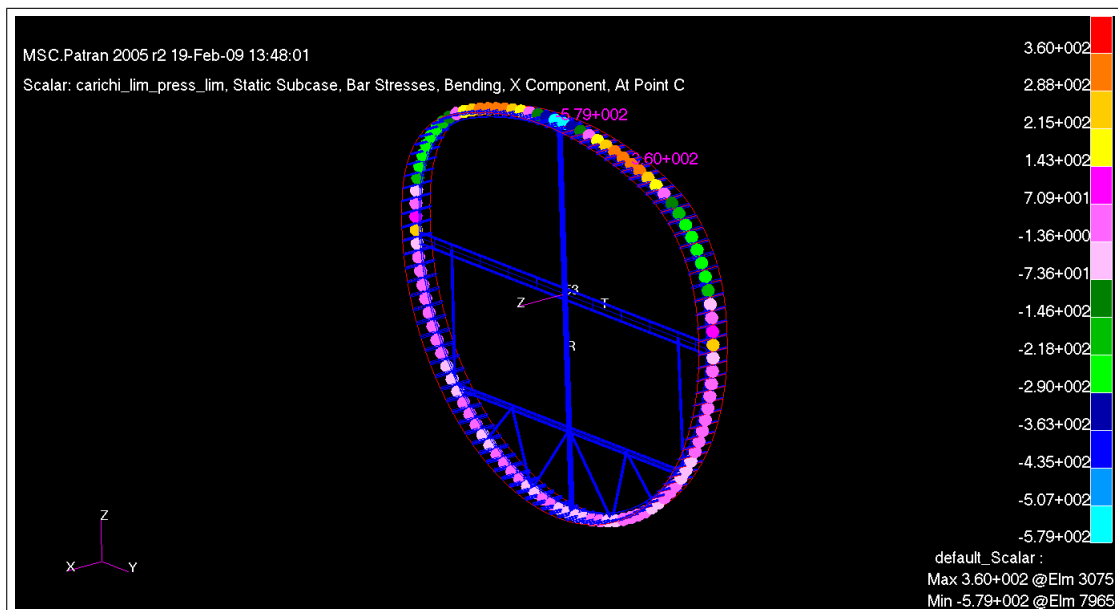 MSC.Patran 2005 r2 19-Feb-09 13:48:01
Scalar: carichi_lim_press_lim, Static Subcase, Bar Stresses, Bending, X Component, At Point C
-5.79+002
3.60+002
Z
T
R
Z
X
Y
3.60+002
2.88+002
2.15+002
1.43+002
7.09+001
-1.36+000
-7.36+001
-1.46+002
-2.18+002
-2.90+002
-3.63+002
-4.35+002
-5.07+002
-5.79+002
default_Scalar :
Max 3.60+002 @Elm 3075
Min -5.79+002 @Elm 7965